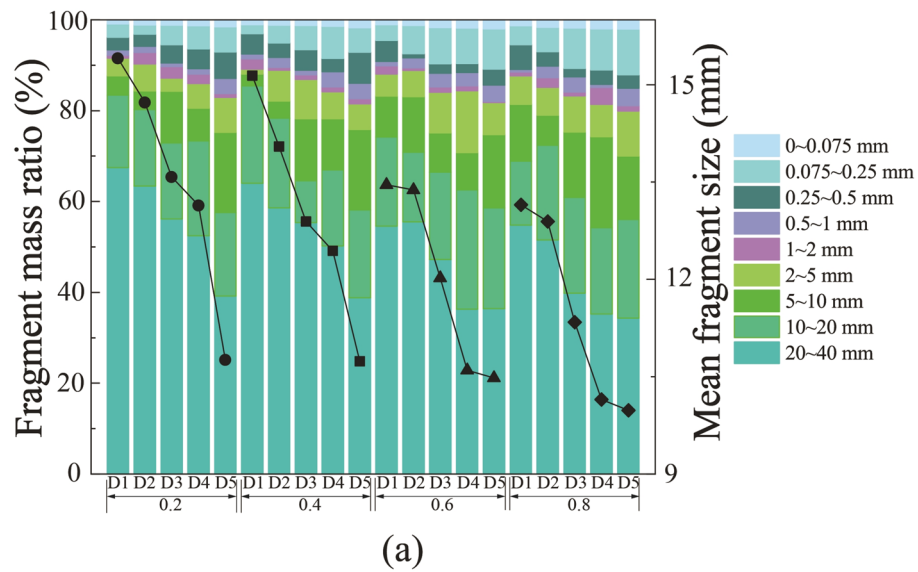 Fragment mass ratio (%)
100
80
60
40
20
0
D1 D2 D3 D4 D5 D1 D2 D3 D4 D5 D1 D2 D3 D4 D5 D1 D2 D3 D4 D5
0.2 0.4 0.6 0.8
15
12
9
Mean fragment size (mm)
0~0.075 mm
0.075~0.25 mm
0.25~0.5 mm
0.5~1 mm
1~2 mm
2~5 mm
5~10 mm
10~20 mm
20~40 mm
(a)